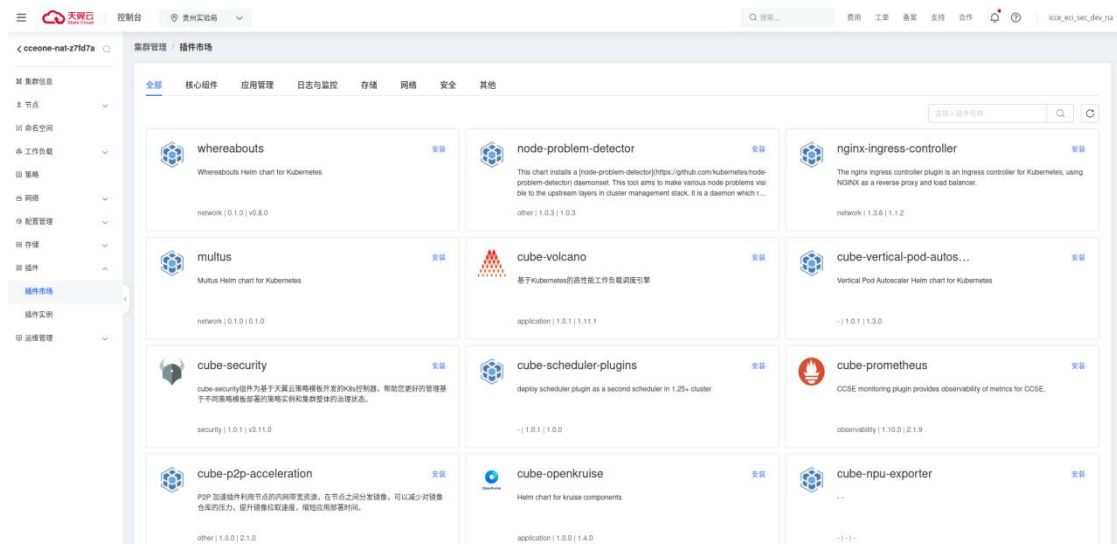 天翼云
State Cloud
控制台
贵州实验局
搜索...
费用
工单
备案
支持
合作
icce_eci_sec_dev_na
cceone-nat-z7fd7a
集群管理 / 插件市场
集群信息
节点
命名空间
工作负载
策略
网络
配置管理
存储
插件
插件市场
插件实例
运维管理
全部
核心组件
应用管理
日志与监控
存储
网络
安全
其他
请输入插件名称
whereabouts
安装
Whereabouts Helm chart for Kubernetes
network | 0.1.0 | v0.8.0
node-problem-detector
安装
This chart installs a [node-problem-detector](https://github.com/kubernetes/node-
problem-detector) daemonset. This tool aims to make various node problems visi
ble to the upstream layers in cluster management stack. It is a daemon which r...
other | 1.0.3 | 1.0.3
nginx-ingress-controller
安装
The nginx ingress controller plugin is an Ingress controller for Kubernetes, using
NGINX as a reverse proxy and load balancer.
network | 1.3.6 | 1.1.2
multus
安装
Multus Helm chart for Kubernetes
network | 0.1.0 | 0.1.0
cube-volcano
安装
基于Kubernetes的高性能工作负载调度引擎
application | 1.0.1 | 1.11.1
cube-vertical-pod-autos...
安装
Vertical Pod Autoscaler Helm chart for Kubernetes
- | 1.0.1 | 1.3.0
cube-security
安装
cube-security组件为基于天翼云策略模板开发的K8s控制器，帮助您更好的管理基
于不同策略模板部署的策略实例和集群整体的治理状态。
security | 1.0.1 | v3.11.0
cube-scheduler-plugins
安装
deploy scheduler plugin as a second scheduler in 1.25+ cluster
- | 1.0.1 | 1.0.0
cube-prometheus
安装
CCSE monitoring plugin provides observability of metrics for CCSE.
observability | 1.10.0 | 2.1.9
cube-p2p-acceleration
安装
P2P 加速插件利用节点的内网带宽资源，在节点之间分发镜像，可以减少对镜像
仓库的压力，提升镜像拉取速度，缩短应用部署时间。
other | 1.0.0 | 2.1.0
OpenKruise
cube-openkruise
安装
Helm chart for kruise components
application | 1.0.0 | 1.4.0
cube-npu-exporter
安装
- -
- | - | -